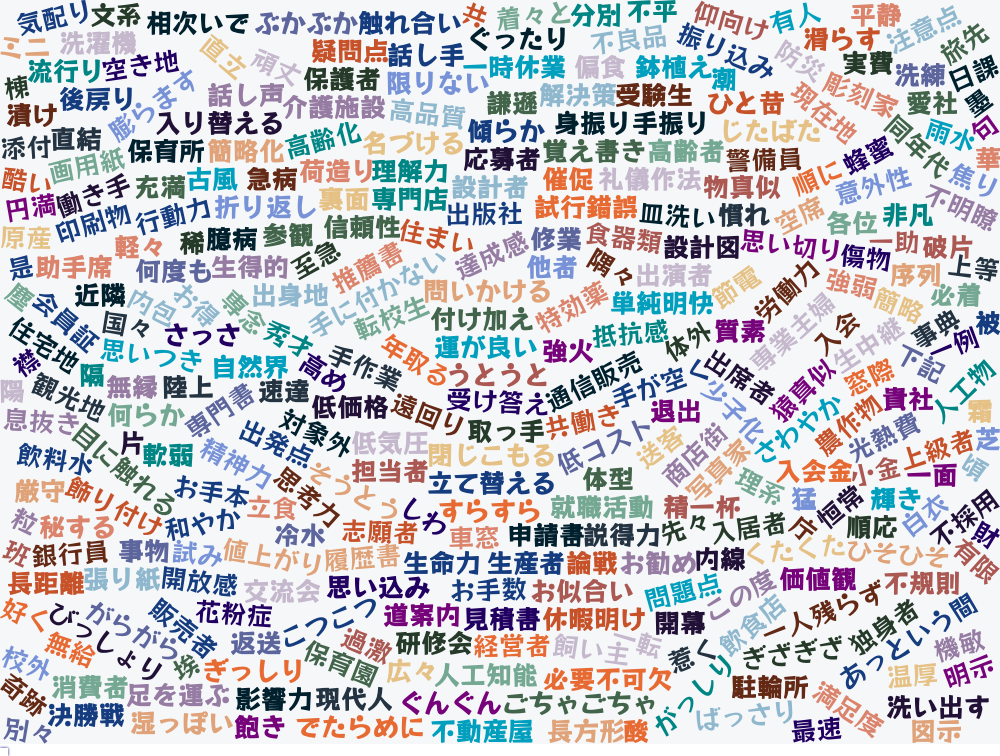 気配り 文系 相次いで ぶかぶか 触れ合い 共 着々と 分別 不平 仰向け 有人 平静 注意点
ミニ 洗濯機 直立 頑丈 疑問点 話し手 ぐったり 不良品 振り込み 防災 滑らす 旅先
棟 流行り 空き地 保護者 限りない 一時休業 偏食 鉢植え 潮 実費 洗練 日課
漬け 後戻り 膨らます 話し声 介護施設 高品質 謙遜 解決策 受験生 ひと昔 現在地 彫刻家 愛社 墨
添付 直結 入り替える 高齢化 名づける 傾らか 身振り手振り じたばた 同年代 雨水 句
画用紙 保育所 簡略化 荷造り 理解力 応募者 覚え書き 高齢者 警備員 蜂蜜 華
酷い 働き手 充満 古風 急病 裏面 専門店 設計者 催促 礼儀作法 物真似 順に 意外性 焦り
円満 印刷物 行動力 折り返し 出版社 試行錯誤 皿洗い 慣れ 空席 各位 非凡 不明瞭
原産 軽々 稀 臆病 参観 信頼性 住まい 達成感 修業 食器類 設計図 思い切り 傷物 一助 破片
是 助手席 何度も 生得的 至急 推薦書 手に付かない 他者 隅々 出演者 節電 労働力 強弱 序列 上等
塵 会員証 近隣 内包 お得 専念 出身地 転校生 問いかける 特効薬 単純明快 簡略 必着
住宅地 国々 さっさ 秀才 付け加え 抵抗感 体外 質素 専業主婦 入会 生中継 事典 被
襟 隔 思いつき 自然界 高め 手作業 年取る 運が良い 強火 通信販売 出席者 猿真似 窓際 下記 一例
隣 観光地 無縁 陸上 速達 低価格 うとうと 受け答え 手が空く 少子化 農作物 貴社 人工物
息抜き 何らか 専門書 対象外 遠回り 取っ手 共働き 退出 さわやか 光熱費 霜
目に触れる 片 軟弱 出発点 低気圧 閉じこもる 低コスト 送客 商店街 上級者 芝
飲料水 精神力 そうとう 担当者 立て替える 体型 写真家 理系 入会金 小金 一面 頃
厳守 飾り付け お手本 立食 思考力 しわ すらすら 就職活動 精一杯 猛 恒常 輝き 白衣 不採用
粒 秘する 和やか 冷水 志願者 車窓 申請書 説得力 先々 入居者 丘 順応 財
班 銀行員 事物 試み 値上がり 履歴書 生命力 生産者 論戦 お勧め 内線 くたくた ひそひそ 有限
長距離 張り紙 開放感 交流会 思い込み お手数 お似合い 問題点 この度 価値観 不規則
好く びっしょり がらがら 販売者 花粉症 こつこつ 道案内 見積書 休暇明け 開幕 飲食店 一人残らず 独身者 あっという間
校外 無給 埃 返送 過激 研修会 経営者 飼い主 一転 惹く ぎざぎざ 機敏
奇跡 消費者 足を運ぶ ぎっしり 保育園 広々 人工知能 必要不可欠 がっしり 駐輪所 温厚 明示
別々 決勝戦 湿っぽい 影響力 現代人 ぐんぐん ごちゃごちゃ ばっさり 満足度 洗い出す
飽き でたらめに 不動産屋 長方形 酸 最速 図示